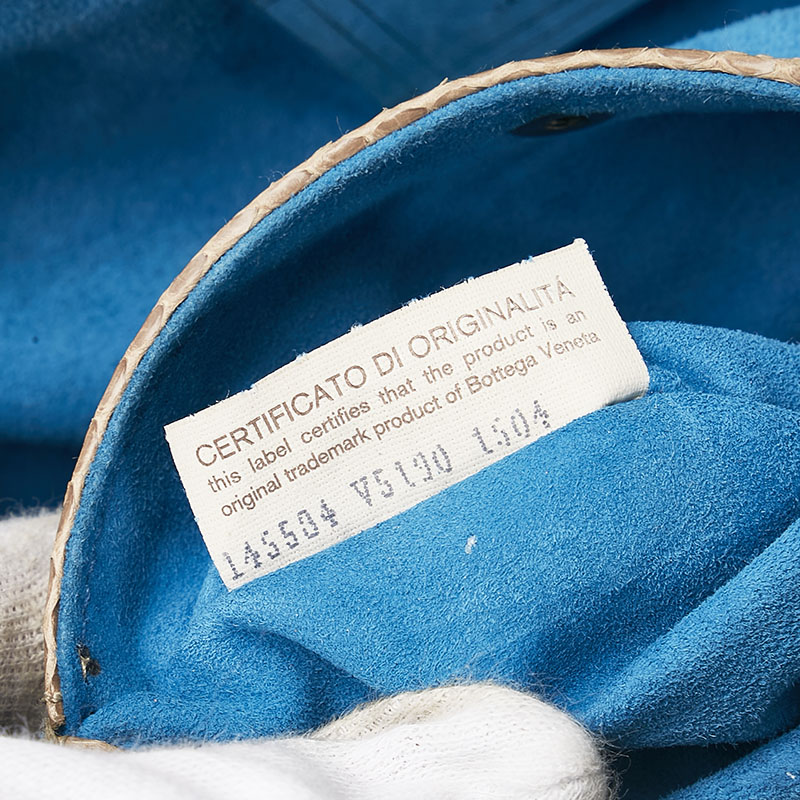 CERTIFICATO DI ORIGINALITÁ
this label certifies that the product is an
original trademark product of Bottega Veneta
145504 V5190 1504